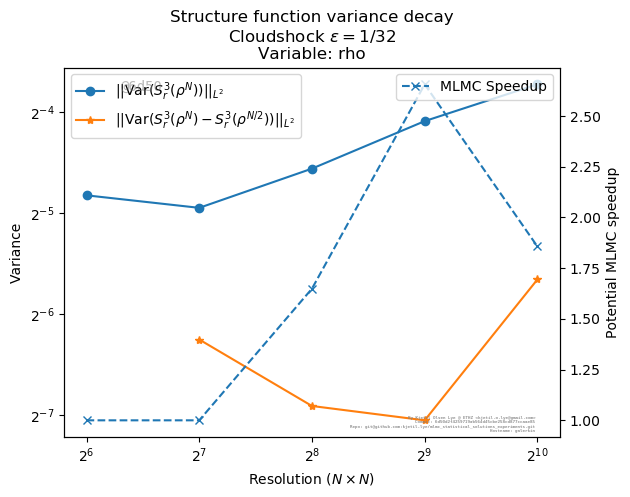 Structure function variance decay
Cloudshock ε = 1/32
Variable: rho
||Var(S_r^3(ρ^N))||_{L^2}
||Var(S_r^3(ρ^N) − S_r^3(ρ^{N/2}))||_{L^2}
MLMC Speedup
Variance
2^{−4}
2^{−5}
2^{−6}
2^{−7}
Potential MLMC speedup
2.50
2.25
2.00
1.75
1.50
1.25
1.00
2^6
2^7
2^8
2^9
2^{10}
Resolution (N × N)